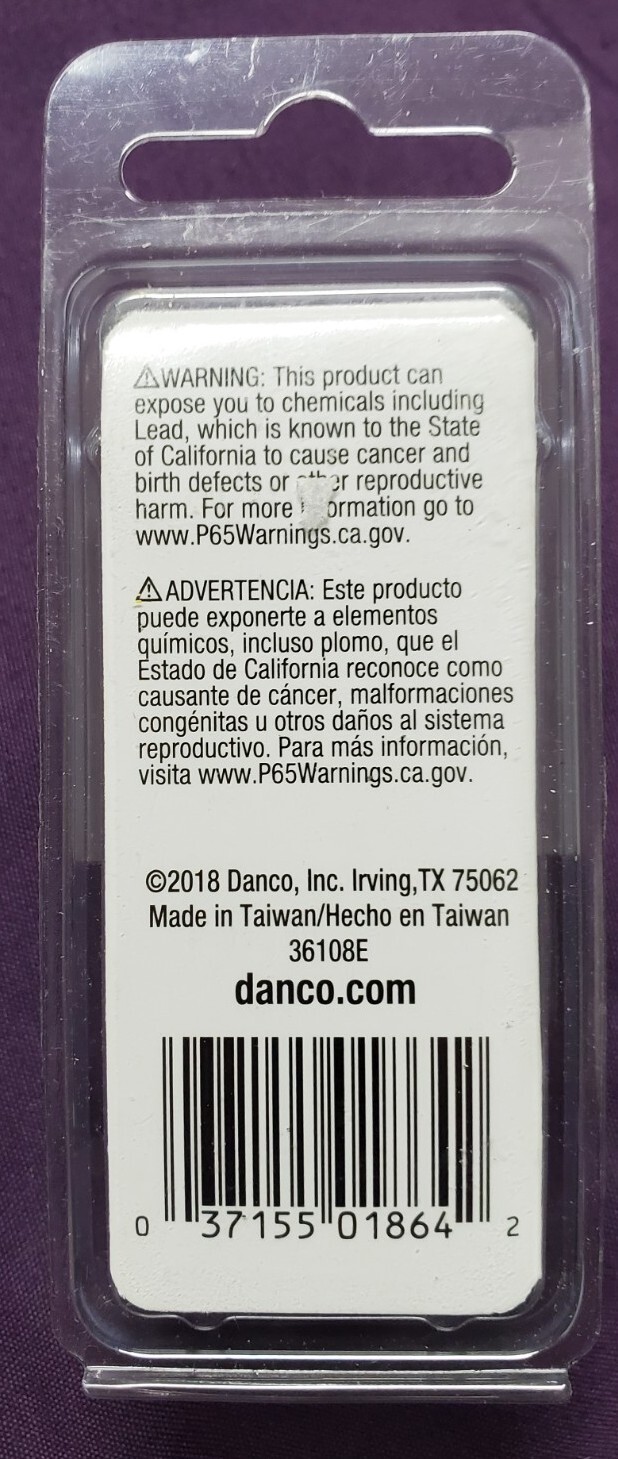 ⚠WARNING: This product can
expose you to chemicals including
Lead, which is known to the State
of California to cause cancer and
birth defects or other reproductive
harm. For more information go to
www.P65Warnings.ca.gov.
⚠ADVERTENCIA: Este producto
puede exponerte a elementos
químicos, incluso plomo, que el
Estado de California reconoce como
causante de cáncer, malformaciones
congénitas u otros daños al sistema
reproductivo. Para más información,
visita www.P65Warnings.ca.gov.
©2018 Danco, Inc. Irving,TX 75062
Made in Taiwan/Hecho en Taiwan
36108E
danco.com
0 37155 01864 2